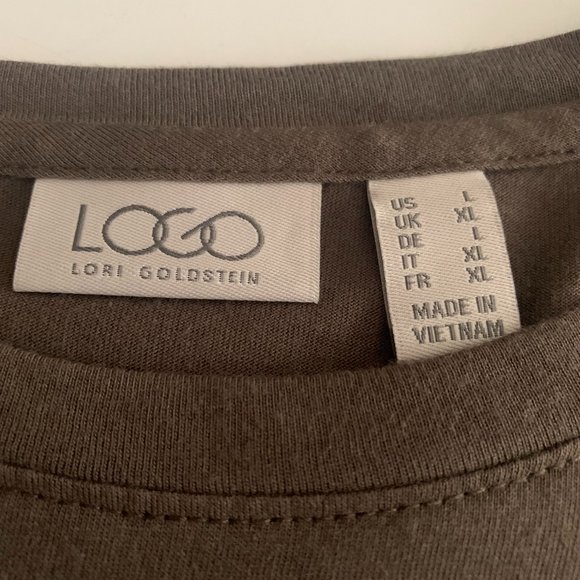 LOGO
LORI GOLDSTEIN
US L
UK XL
DE L
IT XL
FR XL
MADE IN
VIETNAM